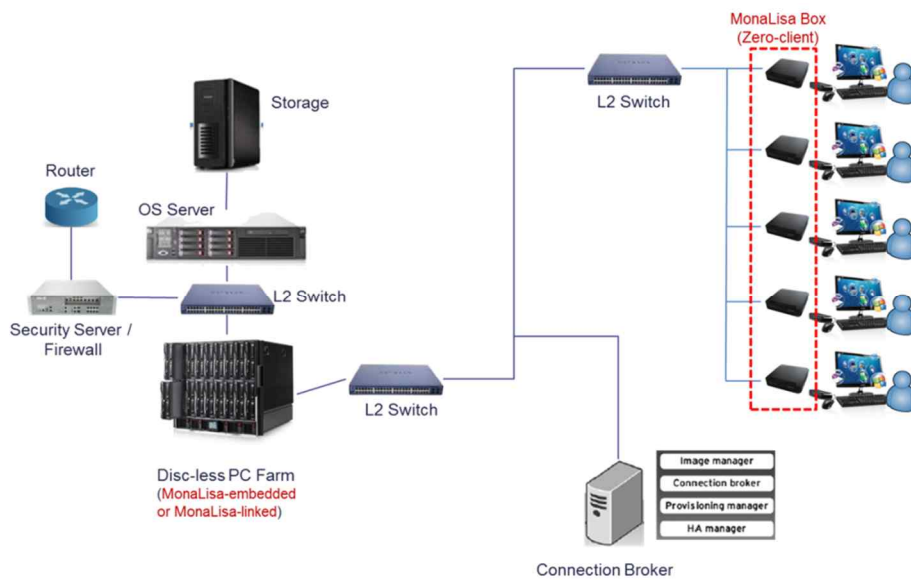 MonaLisa Box
(Zero-client)
L2 Switch
Storage
Router
OS Server
L2 Switch
Security Server /
Firewall
L2 Switch
Disc-less PC Farm
(MonaLisa-embedded
or MonaLisa-linked)
Image manager
Connection broker
Provisioning manager
HA manager
Connection Broker